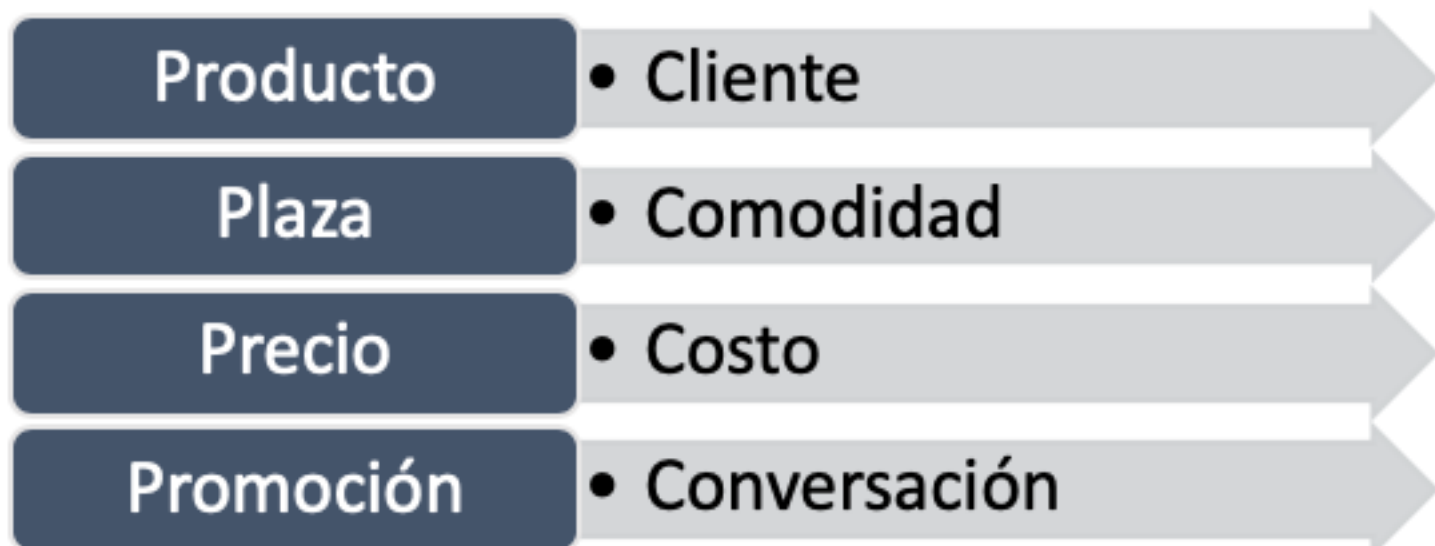 Producto
• Cliente
Plaza
• Comodidad
Precio
• Costo
Promoción
• Conversación